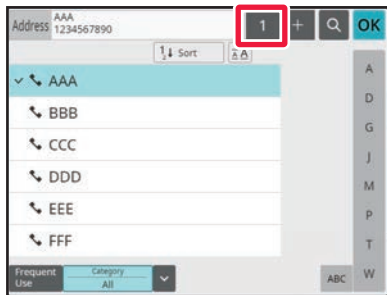 Address AAA
1234567890
1 + OK
Sort
AAA
BBB
CCC
DDD
EEE
FFF
A
D
G
J
M
P
T
W
Frequent
Use
Category
All
ABC